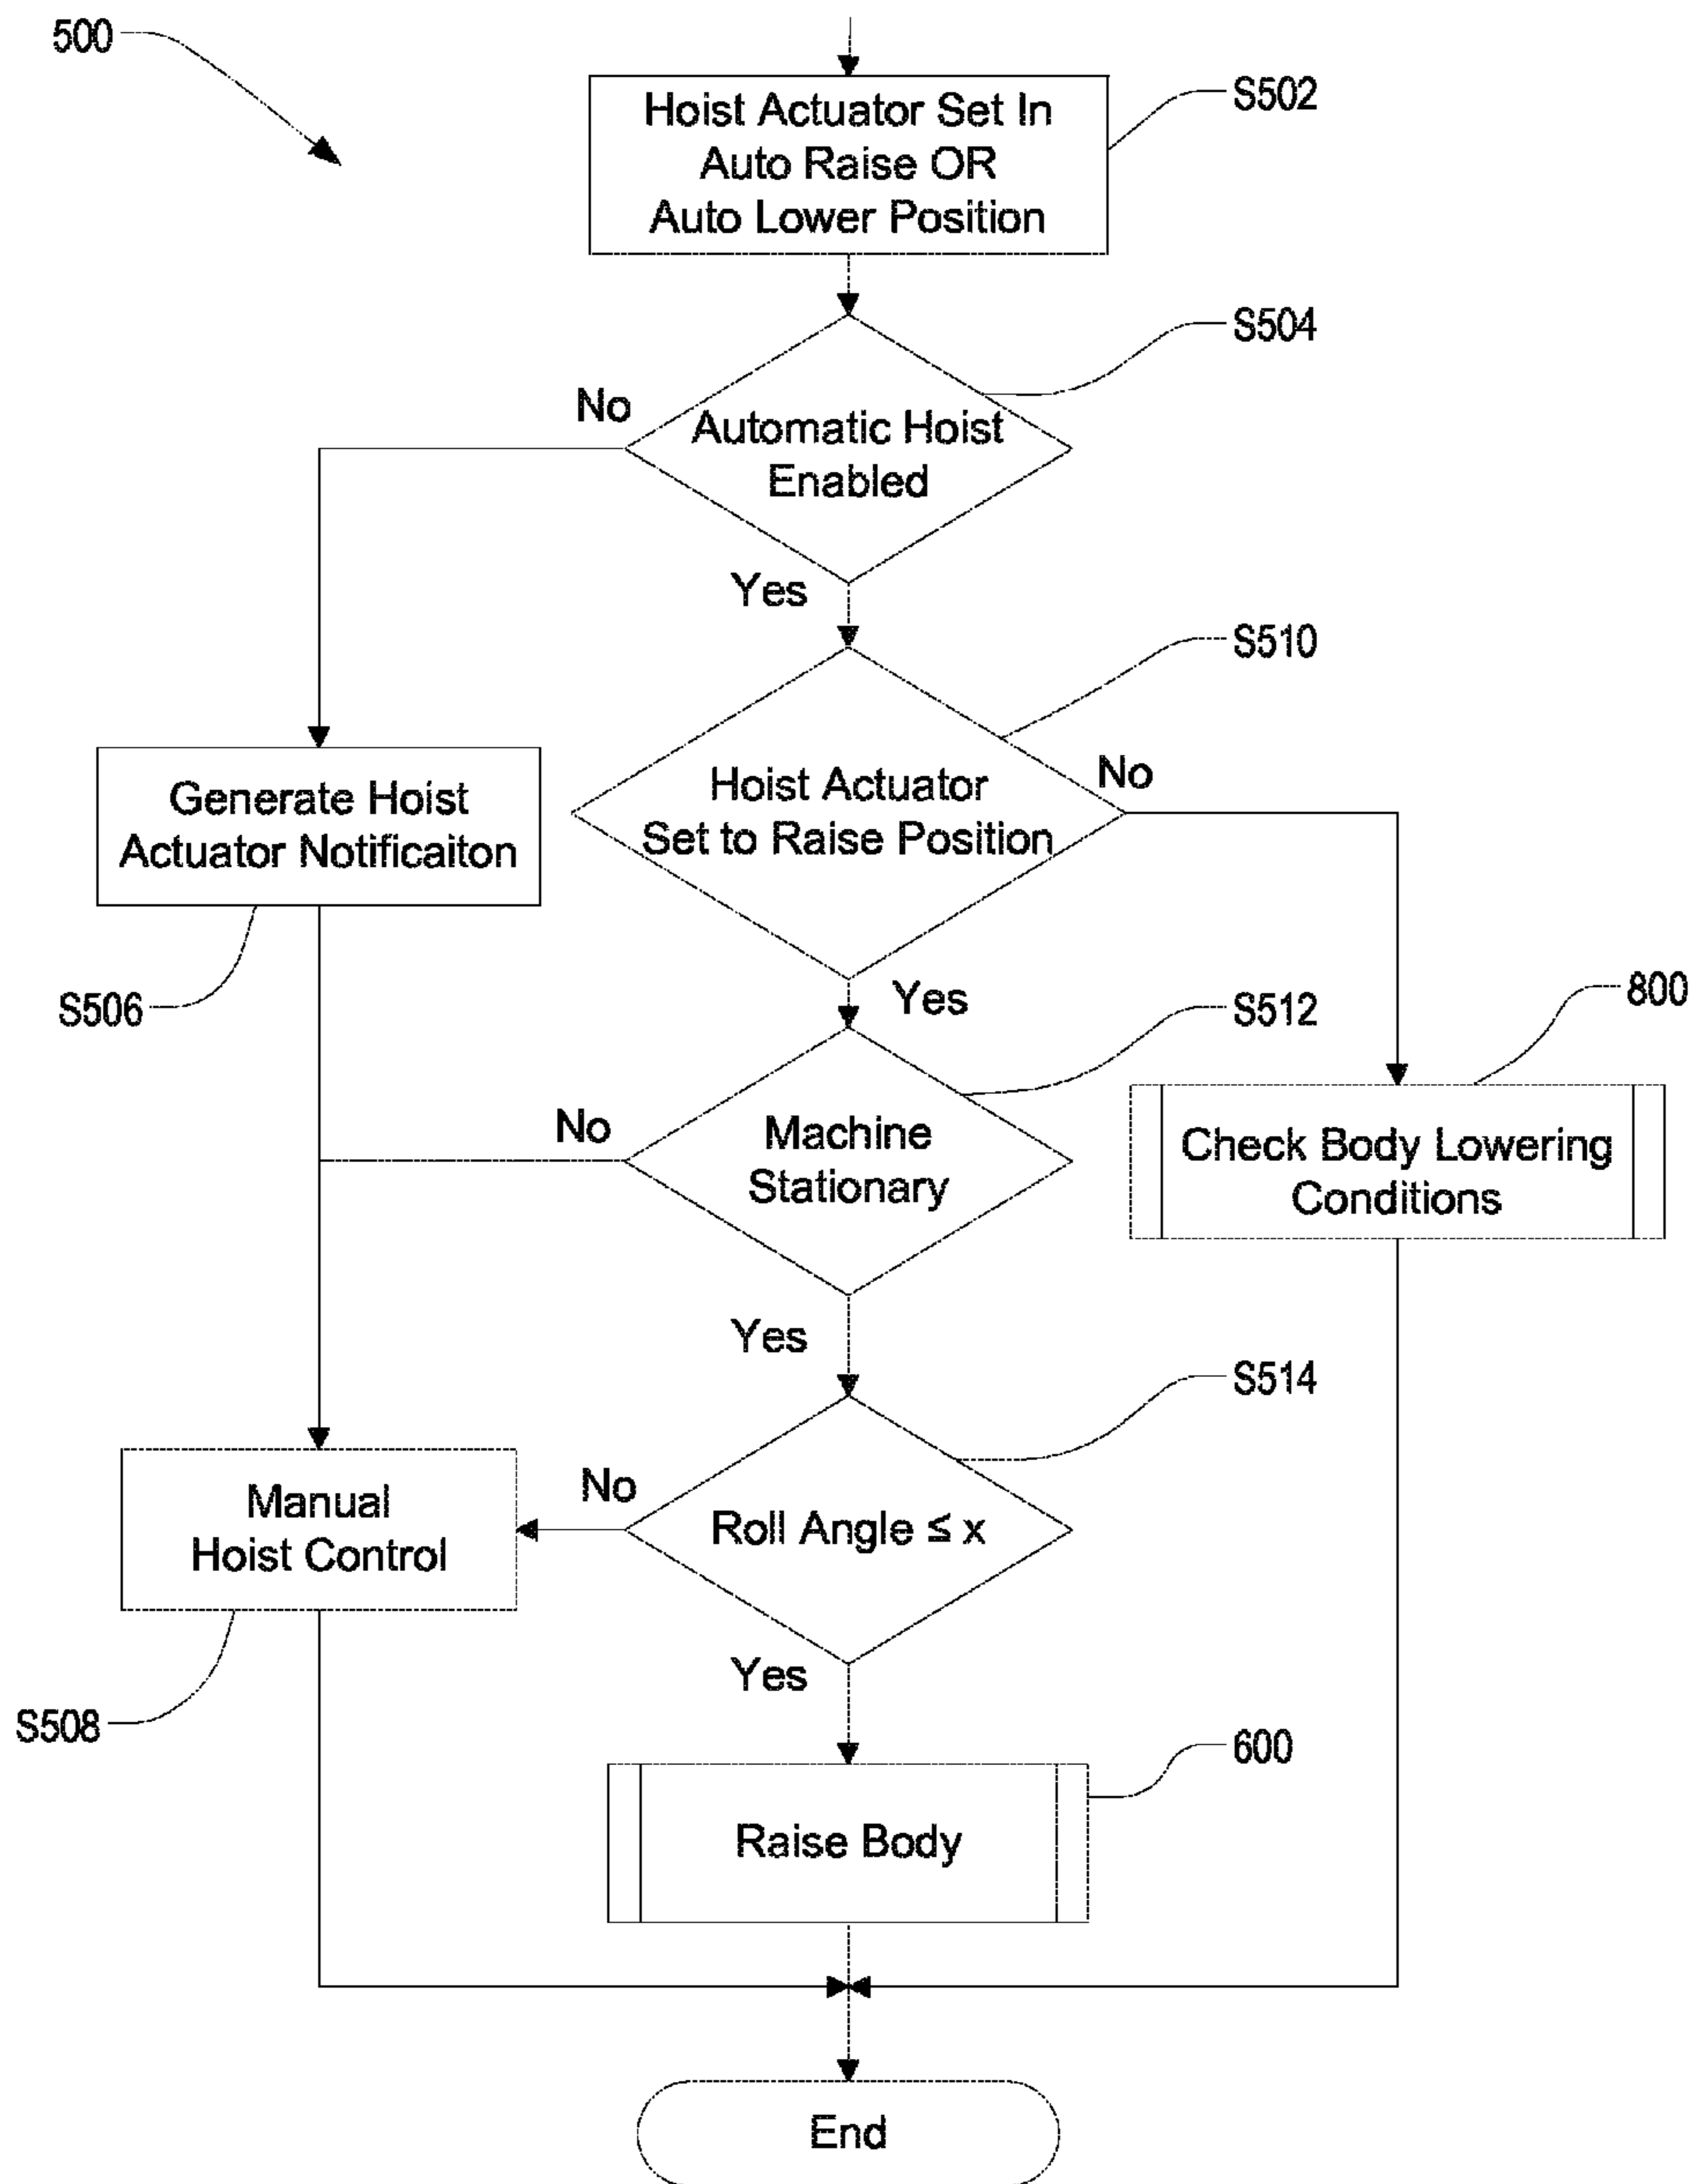 500
Hoist Actuator Set In
Auto Raise OR
Auto Lower Position
S502
S504
No
Automatic Hoist
Enabled
Yes
S510
Generate Hoist
Actuator Notificaiton
Hoist Actuator
Set to Raise Position
No
S506
Yes
S512
800
No
Machine
Stationary
Check Body Lowering
Conditions
Yes
S514
Manual
Hoist Control
No
Roll Angle ≤ x
Yes
S508
600
Raise Body
End